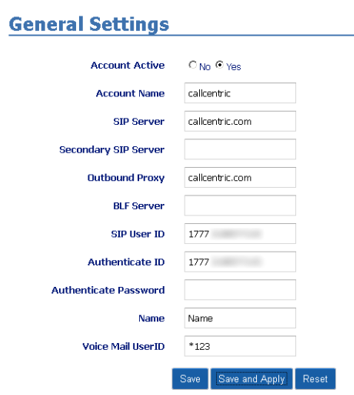 General Settings
Account Active No Yes
Account Name callcentric
SIP Server callcentric.com
Secondary SIP Server
Outbound Proxy callcentric.com
BLF Server
SIP User ID 1777
Authenticate ID 1777
Authenticate Password
Name Name
Voice Mail UserID *123
Save Save and Apply Reset